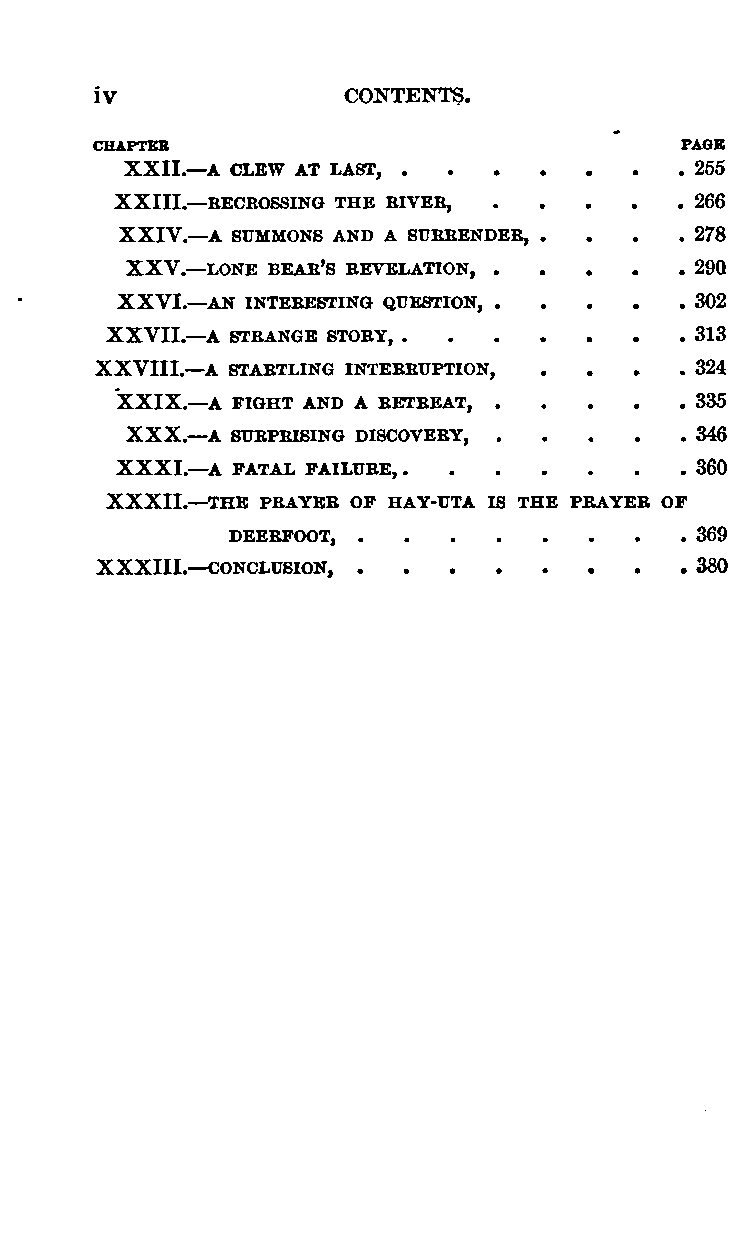 iv CONTENTS.
CHAPTER PAGE
XXII.—A CLEW AT LAST, . . . . . . . 255
XXIII.—RECROSSING THE RIVER, . . . . . 266
XXIV.—A SUMMONS AND A SURRENDER, . . . . 278
XXV.—LONE BEAR'S REVELATION, . . . . . 290
XXVI.—AN INTERESTING QUESTION, . . . . . 302
XXVII.—A STRANGE STORY, . . . . . . . 313
XXVIII.—A STARTLING INTERRUPTION, . . . . 324
XXIX.—A FIGHT AND A RETREAT, . . . . . 335
XXX.—A SURPRISING DISCOVERY, . . . . . 346
XXXI.—A FATAL FAILURE, . . . . . . . 360
XXXII.—THE PRAYER OF HAY-UTA IS THE PRAYER OF
DEERFOOT, . . . . . . . . 369
XXXIII.—CONCLUSION, . . . . . . . . 380